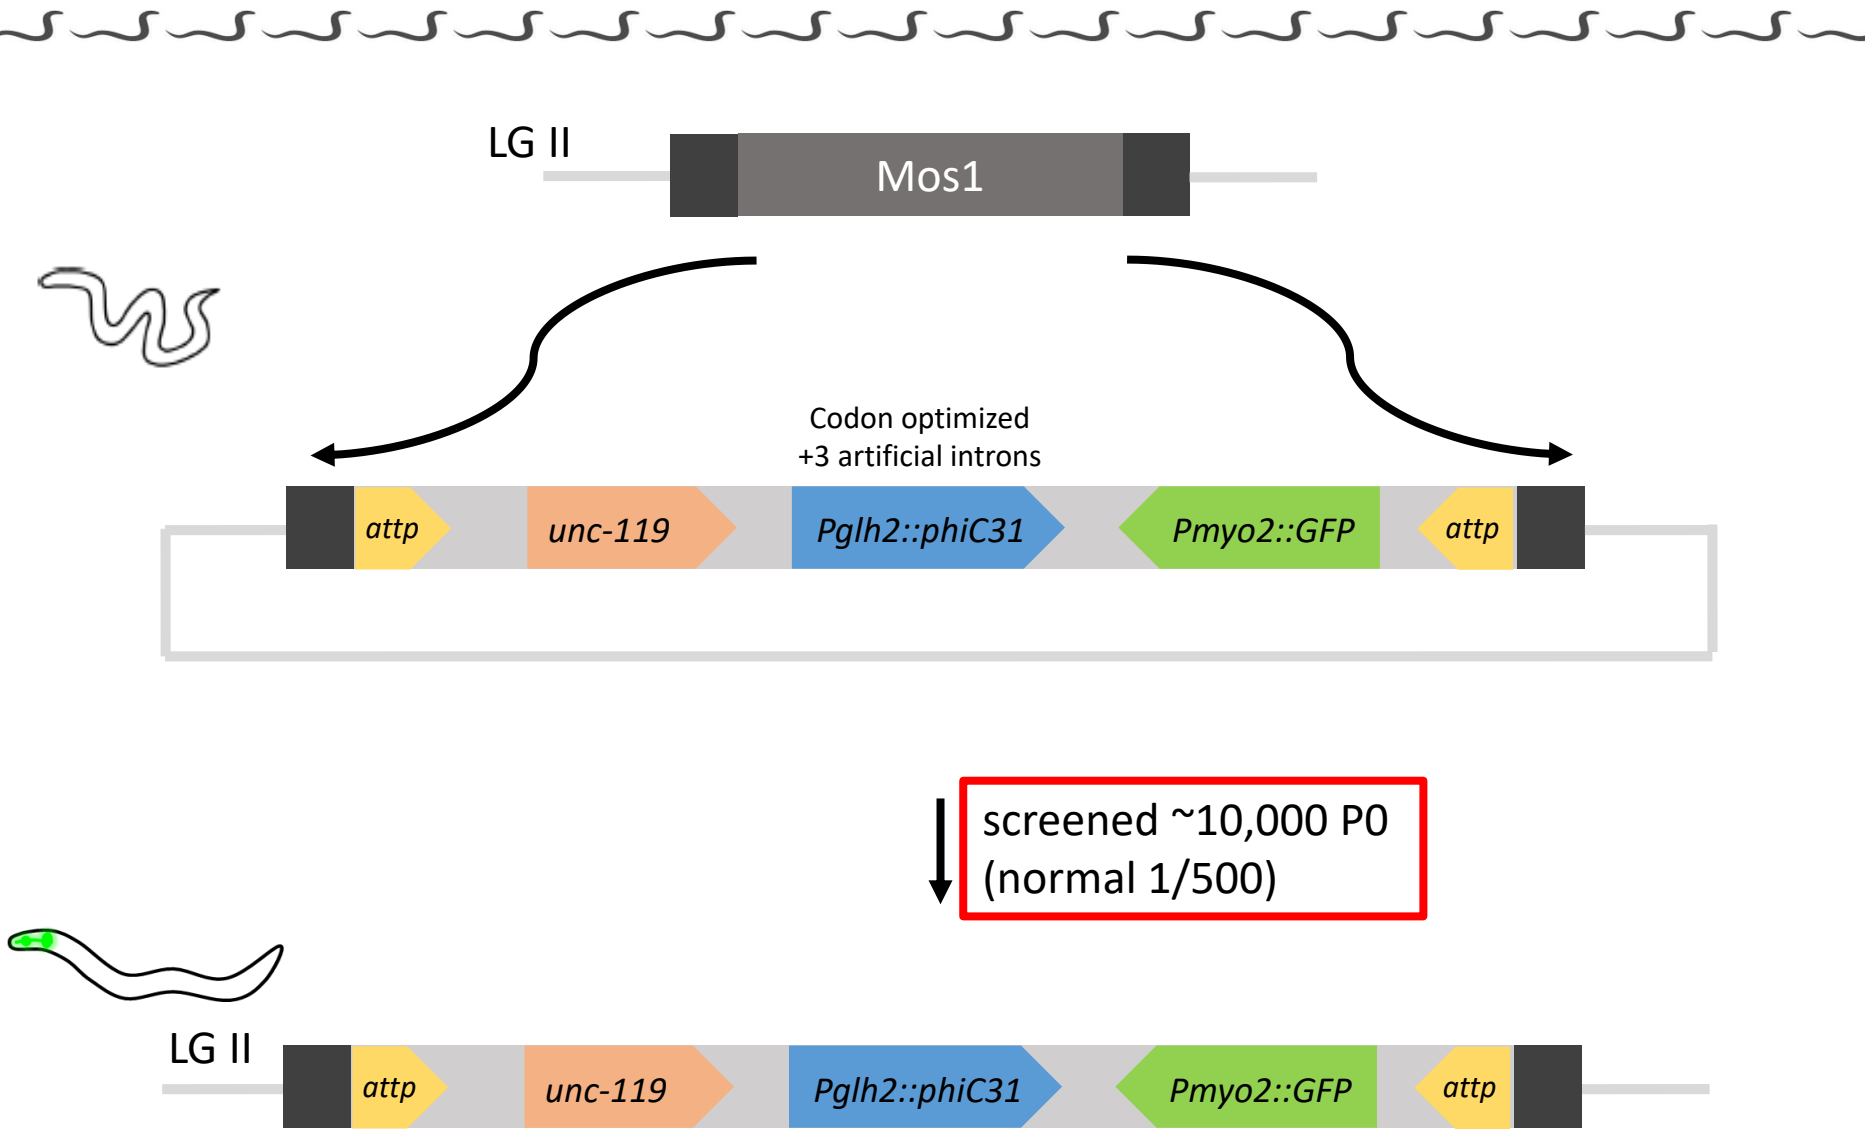 LG II
Mos1
Codon optimized
+3 artificial introns
attp
unc-119
Pglh2::phiC31
Pmyo2::GFP
attp
screened ~10,000 P0
(normal 1/500)
LG II
attp
unc-119
Pglh2::phiC31
Pmyo2::GFP
attp